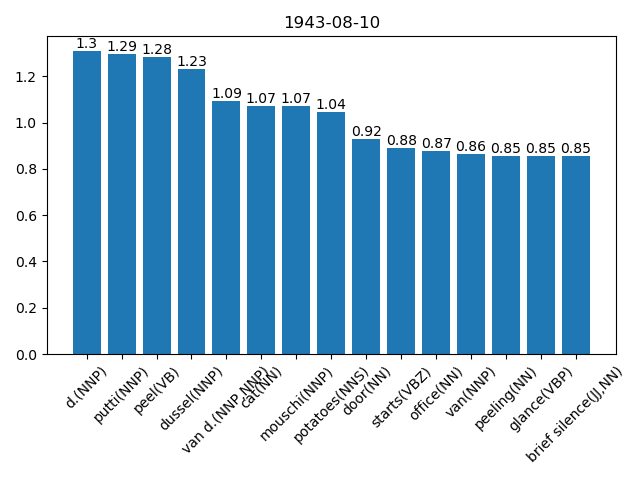 1943-08-10
1.3 1.29 1.28 1.23 1.09 1.07 1.07 1.04 0.92 0.88 0.87 0.86 0.85 0.85 0.85
1.2
1.0
0.8
0.6
0.4
0.2
0.0
d.(NNP)
putti(NNP)
peel(VB)
dussel(NNP)
van d.(NNP,NNP)
cat(NN)
mouschi(NNP)
potatoes(NNS)
door(NN)
starts(VBZ)
office(NN)
van(NNP)
peeling(NN)
glance(VBP)
brief silence(JJ,NN)